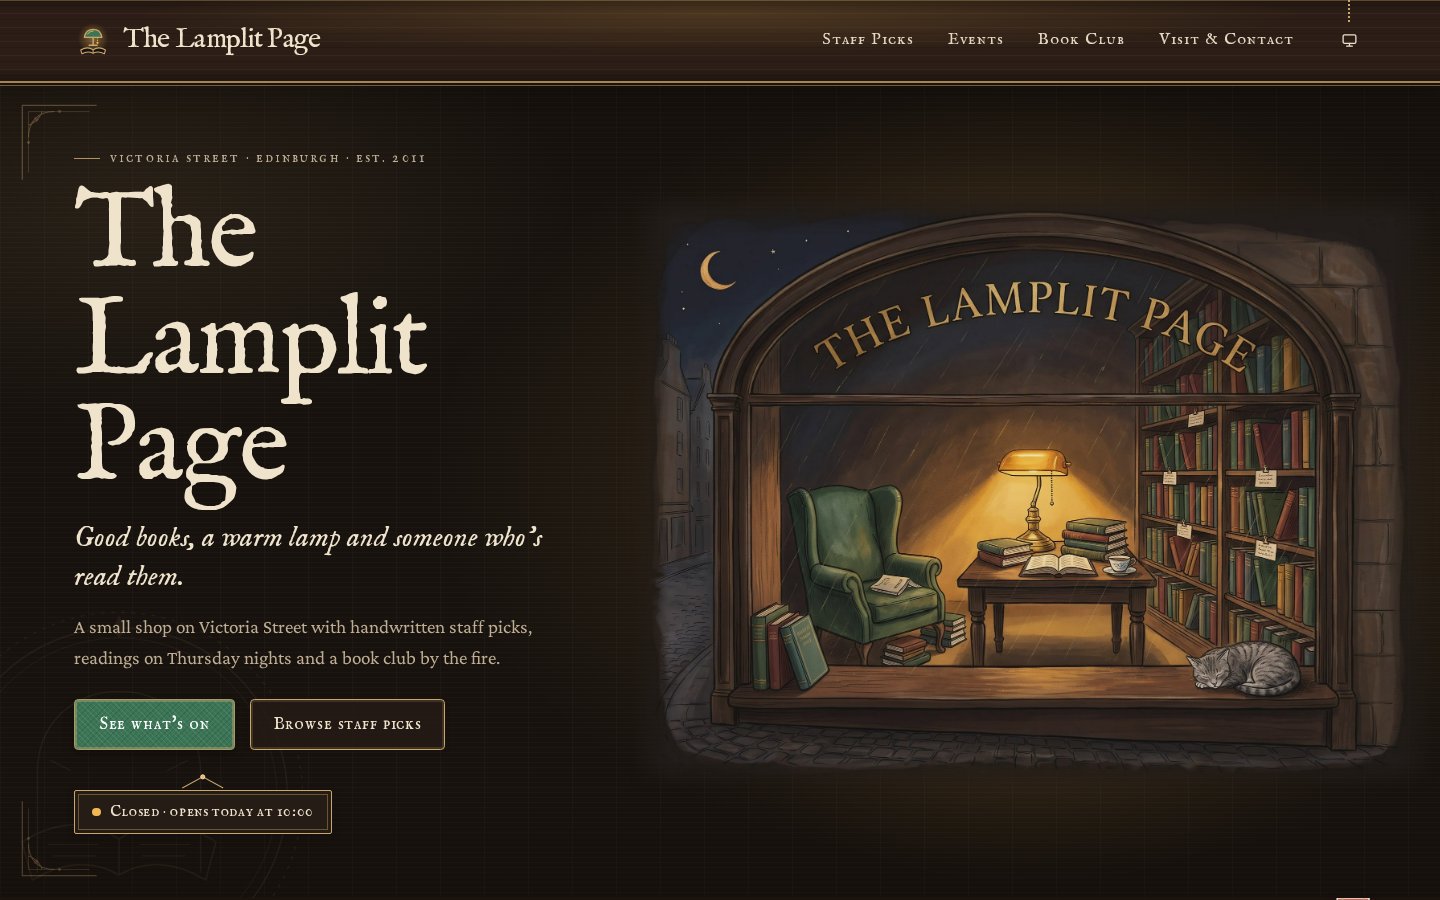 The Lamplit Page
Staff Picks
Events
Book Club
Visit & Contact
VICTORIA STREET · EDINBURGH · EST. 2011
The
Lamplit
Page
Good books, a warm lamp and someone who's
read them.
A small shop on Victoria Street with handwritten staff picks,
readings on Thursday nights and a book club by the fire.
See what's on
Browse staff picks
Closed · opens today at 10:00
THE LAMPLIT PAGE